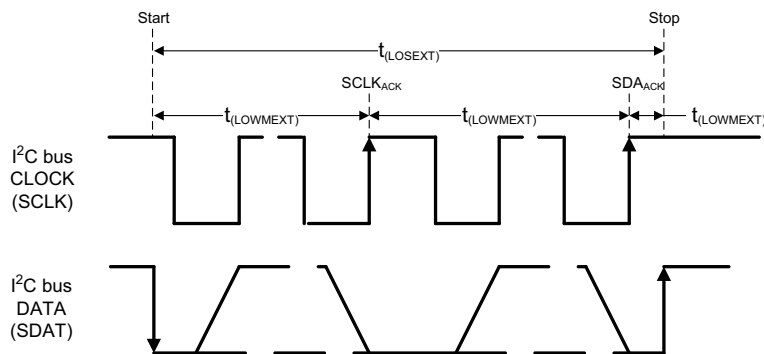 Start
Stop
t(LOSEXT)
SCLKACK
SDAACK
t(LOWMEXT)
t(LOWMEXT)
t(LOWMEXT)
I2C bus
CLOCK
(SCLK)
I2C bus
DATA
(SDAT)